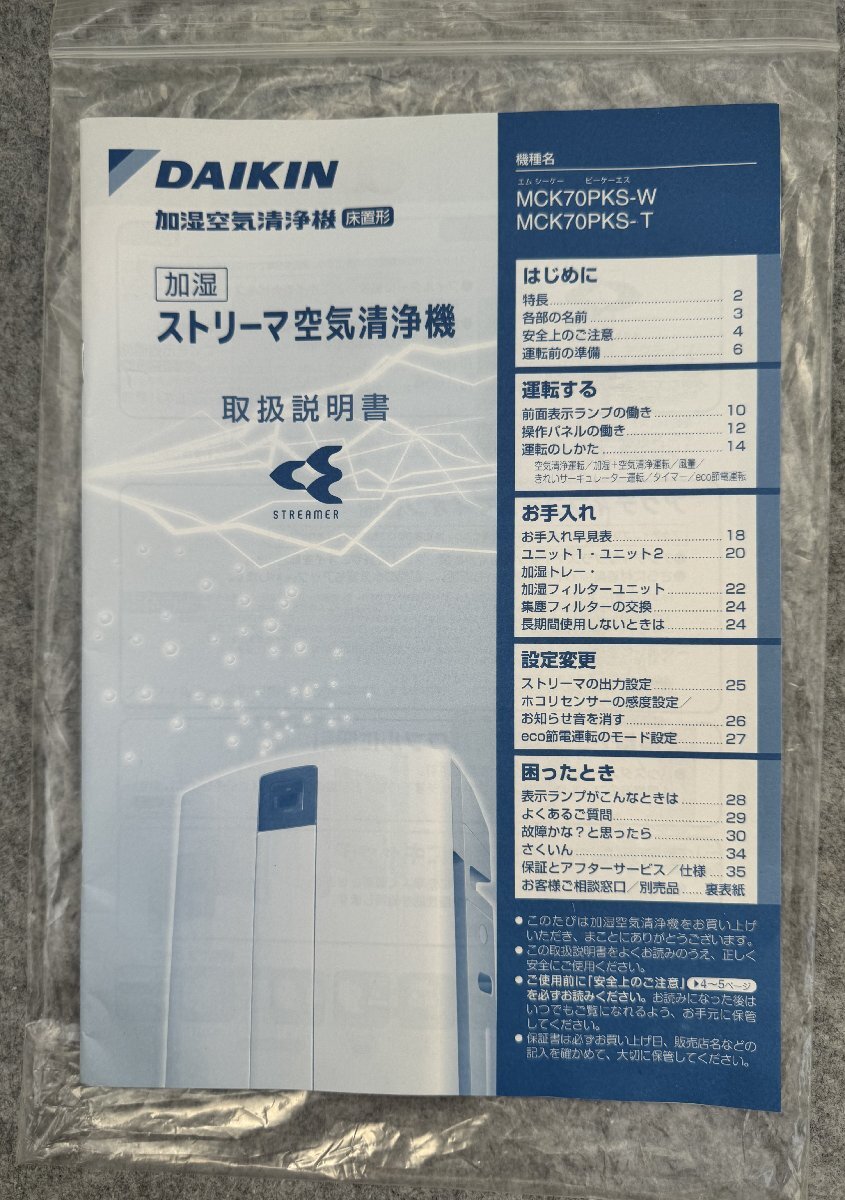 DAIKIN
加湿空気清浄機 床置形
加湿
ストリーマ空気清浄機
取扱説明書
STREAMER
機種名
エムシーケー ピーケーエス
MCK70PKS-W
MCK70PKS-T
はじめに
特長 2
各部の名前 3
安全上のご注意 4
運転前の準備 6
運転する
前面表示ランプの働き 10
操作パネルの働き 12
運転のしかた 14
空気清浄運転/加湿+空気清浄運転/風量/
きれいサーキュレーター運転/タイマー/eco節電運転
お手入れ
お手入れ早見表 18
ユニット1・ユニット2 20
加湿トレー・
加湿フィルターユニット 22
集塵フィルターの交換 24
長期間使用しないときは 24
設定変更
ストリーマの出力設定 25
ホコリセンサーの感度設定/
お知らせ音を消す 26
eco節電運転のモード設定 27
困ったとき
表示ランプがこんなときは 28
よくあるご質問 29
故障かな?と思ったら 30
さくいん 34
保証とアフターサービス/仕様 35
お客様ご相談窓口/別売品 裏表紙
●このたびは加湿空気清浄機をお買い上げ
いただき、まことにありがとうございます。
●この取扱説明書をよくお読みのうえ、正しく
安全にご使用ください。
●ご使用前に「安全上のご注意」▶4〜5ページ
を必ずお読みください。お読みになった後は
いつでもご覧になれるよう、お手元に保管
してください。
●保証書は必ずお買い上げ日、販売店名などの
記入を確かめて、大切に保管してください。